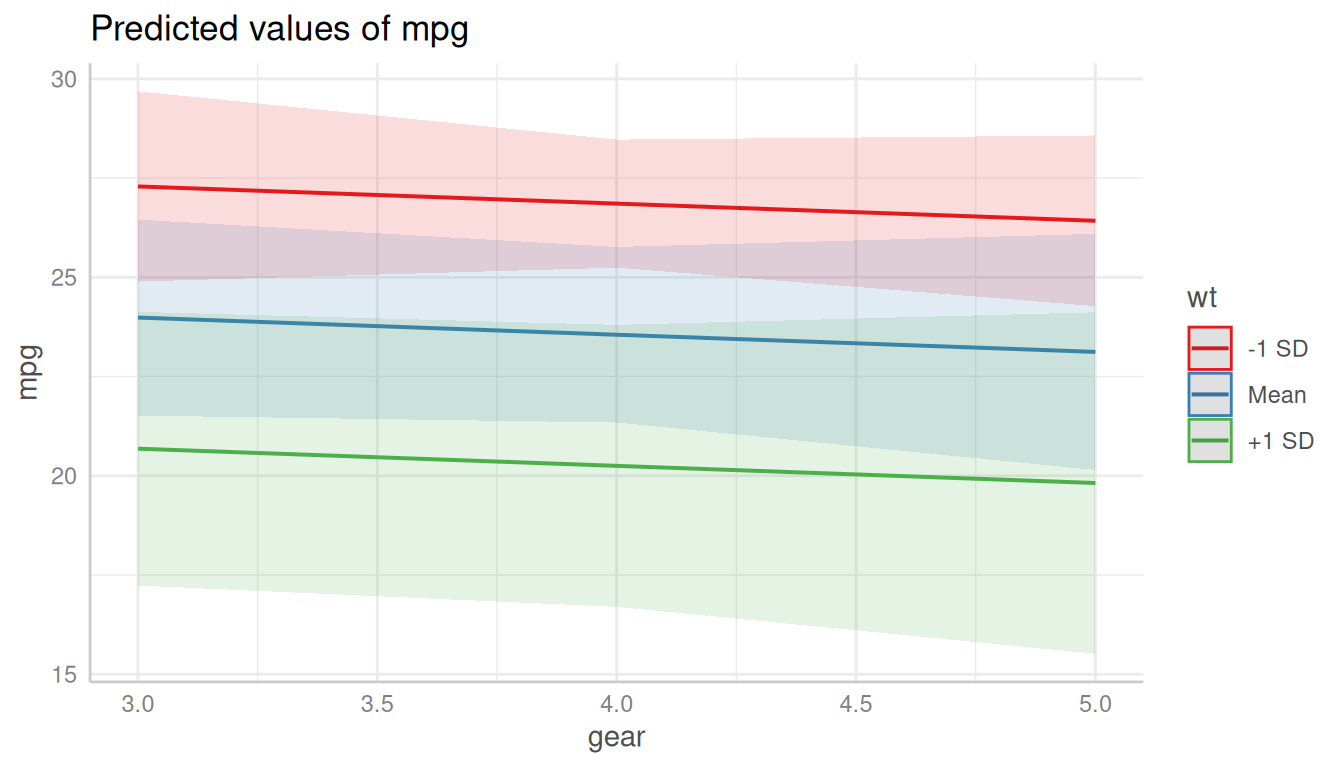 Predicted values of mpg
30
25
20
15
mpg
3.0 3.5 4.0 4.5 5.0
gear
wt
-1 SD
Mean
+1 SD